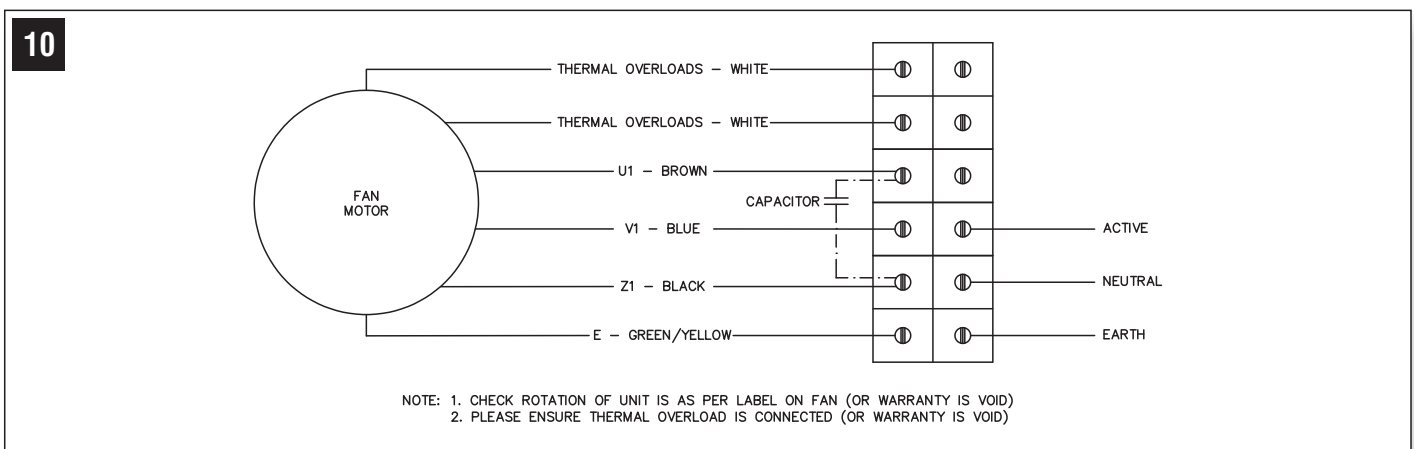 10
THERMAL OVERLOADS - WHITE
THERMAL OVERLOADS - WHITE
U1 - BROWN
CAPACITOR
FAN
MOTOR
V1 - BLUE
ACTIVE
Z1 - BLACK
NEUTRAL
E - GREEN/YELLOW
EARTH
NOTE: 1. CHECK ROTATION OF UNIT IS AS PER LABEL ON FAN (OR WARRANTY IS VOID)
2. PLEASE ENSURE THERMAL OVERLOAD IS CONNECTED (OR WARRANTY IS VOID)